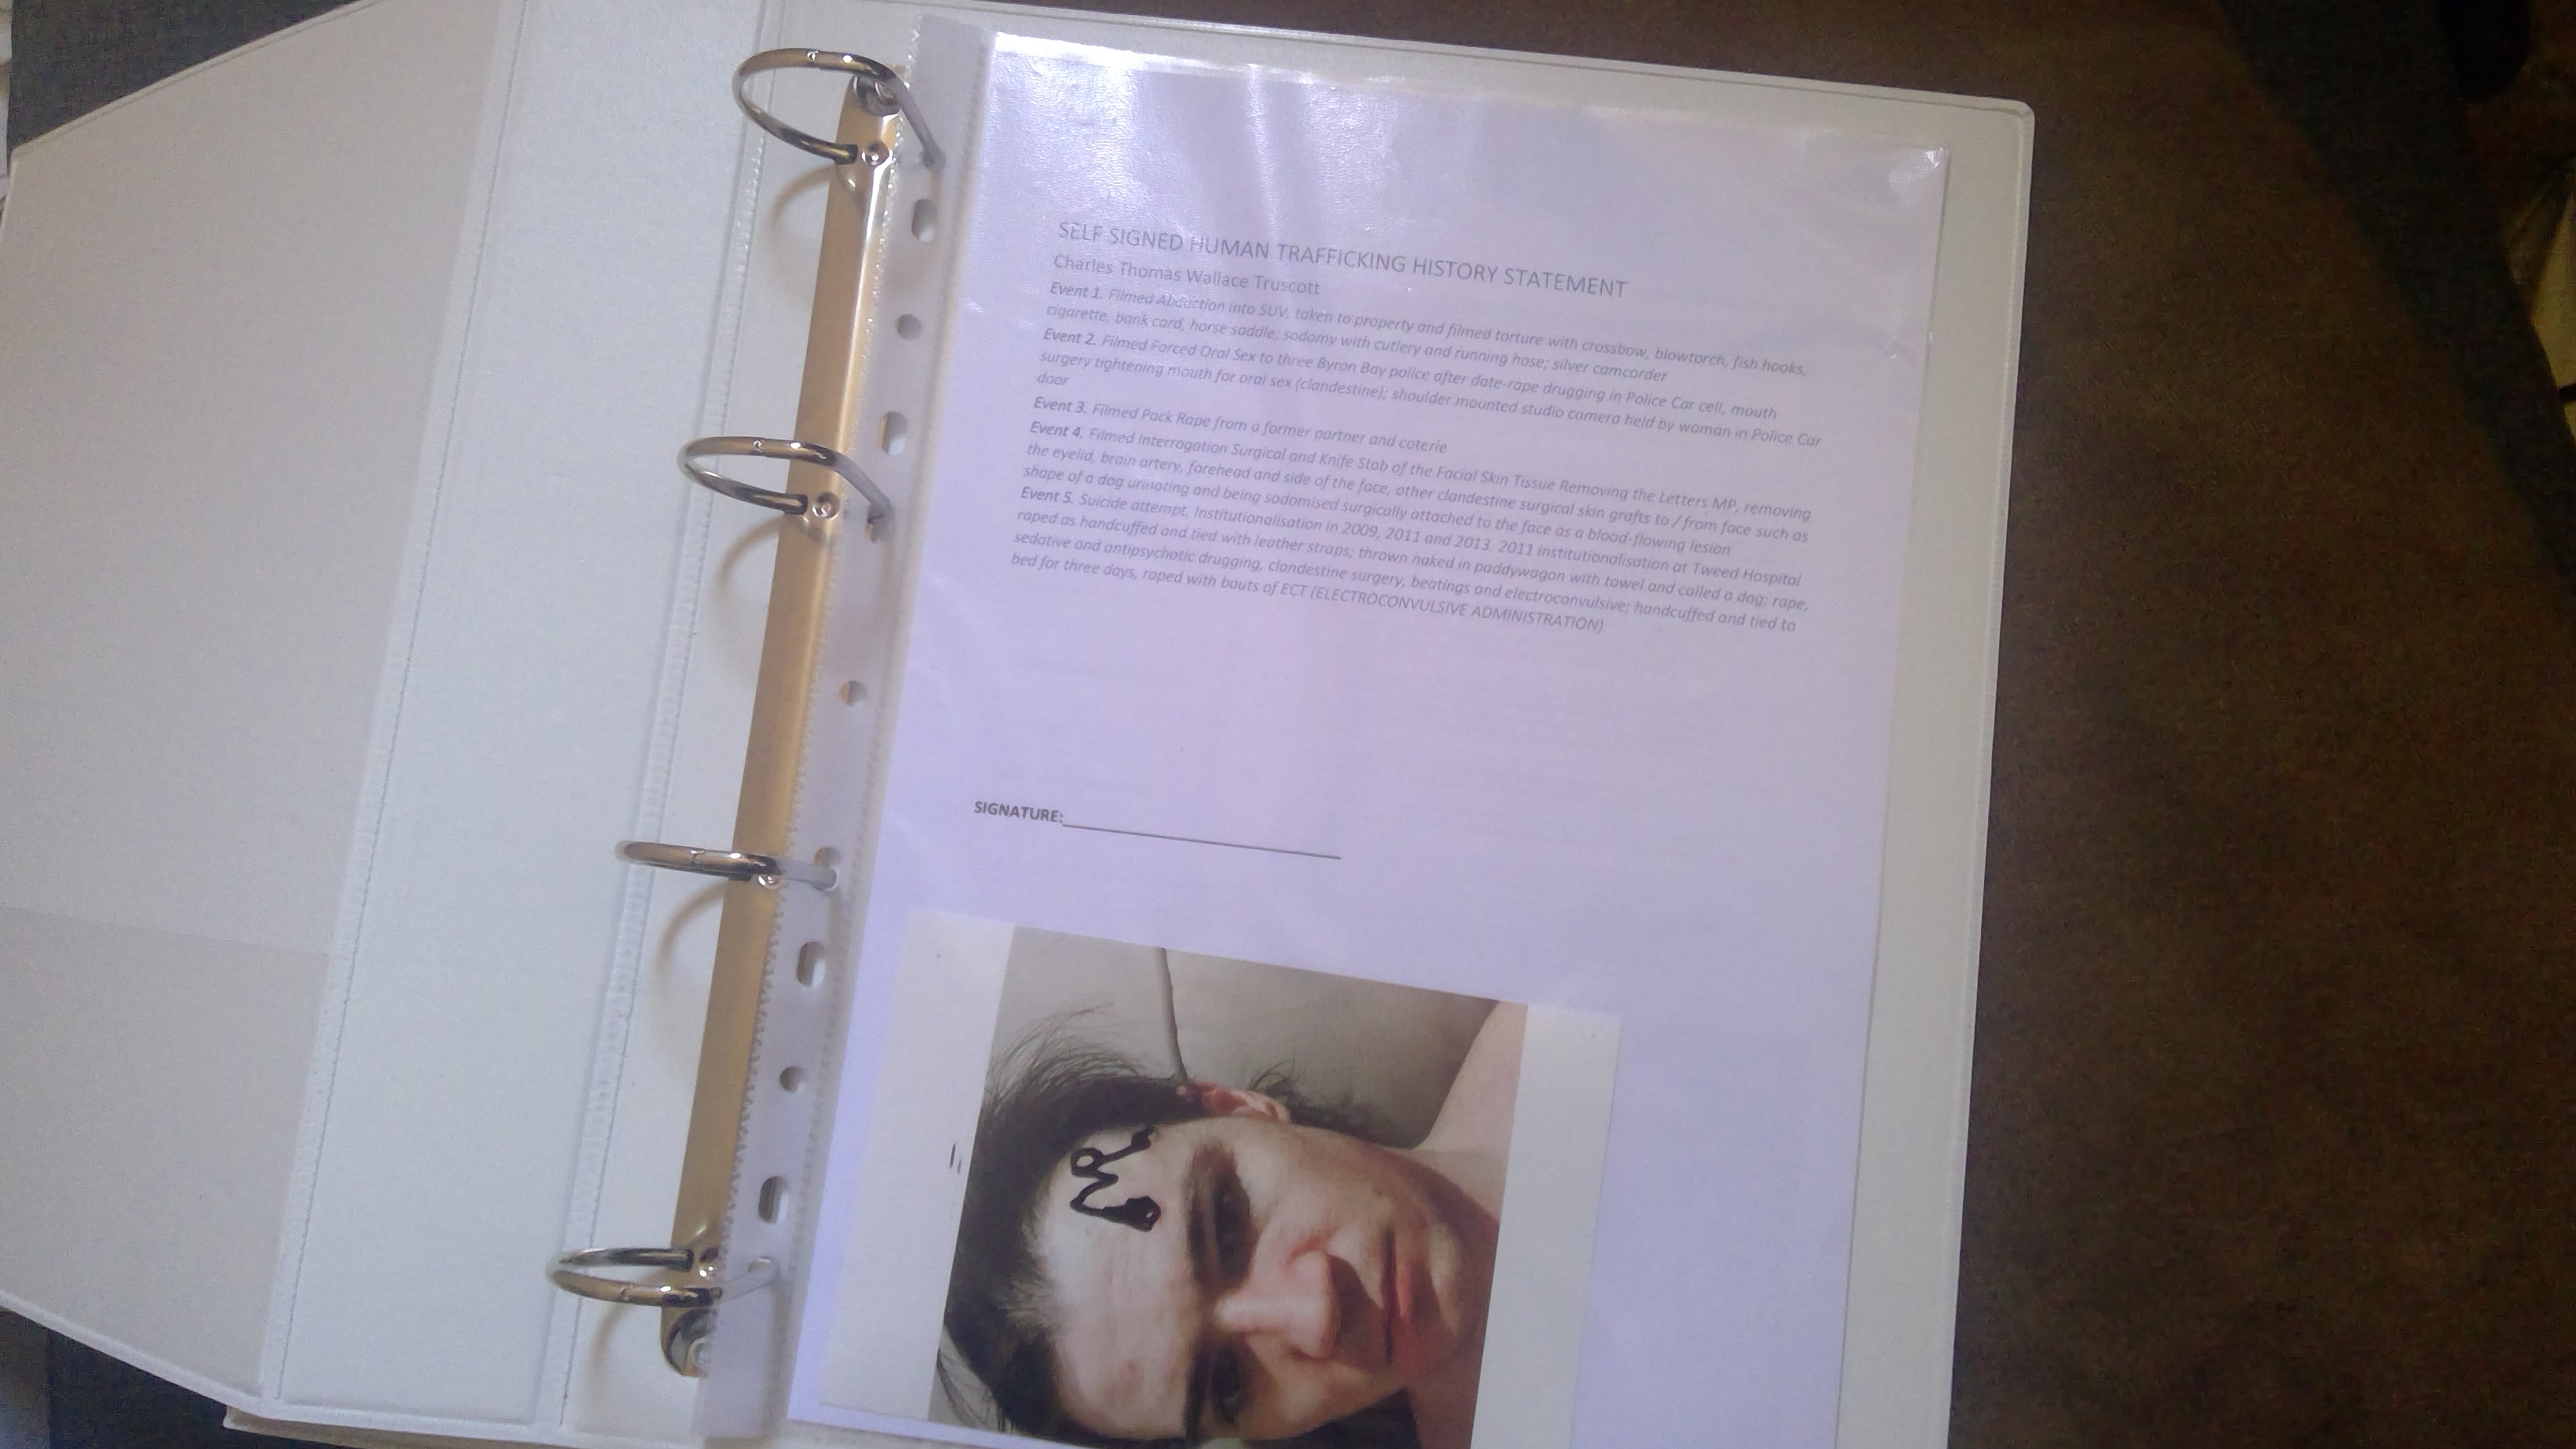 SELF SIGNED HUMAN TRAFFICKING HISTORY STATEMENT
Charles Thomas Wallace Truscott
Event 1. Filmed Abduction into SUV, taken to property and filmed torture with crossbow, blowtorch, fish hooks,
cigarette, bank card, horse saddle; sodomy with cutlery and running hose; silver camcorder
Event 2. Filmed Forced Oral Sex to three Byron Bay police after date-rape drugging in Police Car cell, mouth
surgery tightening mouth for oral sex (clandestine); shoulder mounted studio camera held by woman in Police Car
door
Event 3. Filmed Pack Rape from a former partner and coterie
Event 4. Filmed Interrogation Surgical and Knife Stab of the Facial Skin Tissue Removing the Letters MP, removing
the eyelid, brain artery, forehead and side of the face, other clandestine surgical skin grafts to / from face such as
shape of a dog urinating and being sodomised surgically attached to the face as a blood-flowing lesion
Event 5. Suicide attempt. Institutionalisation in 2009, 2011 and 2013. 2011 institutionalisation at Tweed Hospital
raped as handcuffed and tied with leather straps; thrown naked in paddywagon with towel and called a dog; rape,
sedative and antipsychotic drugging, clandestine surgery, beatings and electroconvulsive; handcuffed and tied to
bed for three days, raped with bouts of ECT (ELECTROCONVULSIVE ADMINISTRATION)
SIGNATURE: